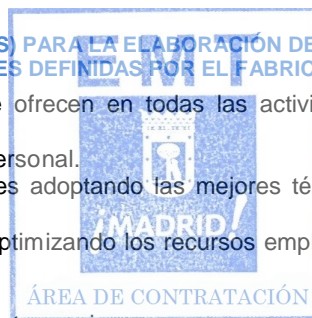 S) PARA LA ELABORACIÓN DE
ES DEFINIDAS POR EL FABRIC
EMT
e ofrecen en todas las activi
ersonal.
es adoptando las mejores té
¡MADRID!
ptimizando los recursos emp
ÁREA DE CONTRATACIÓN